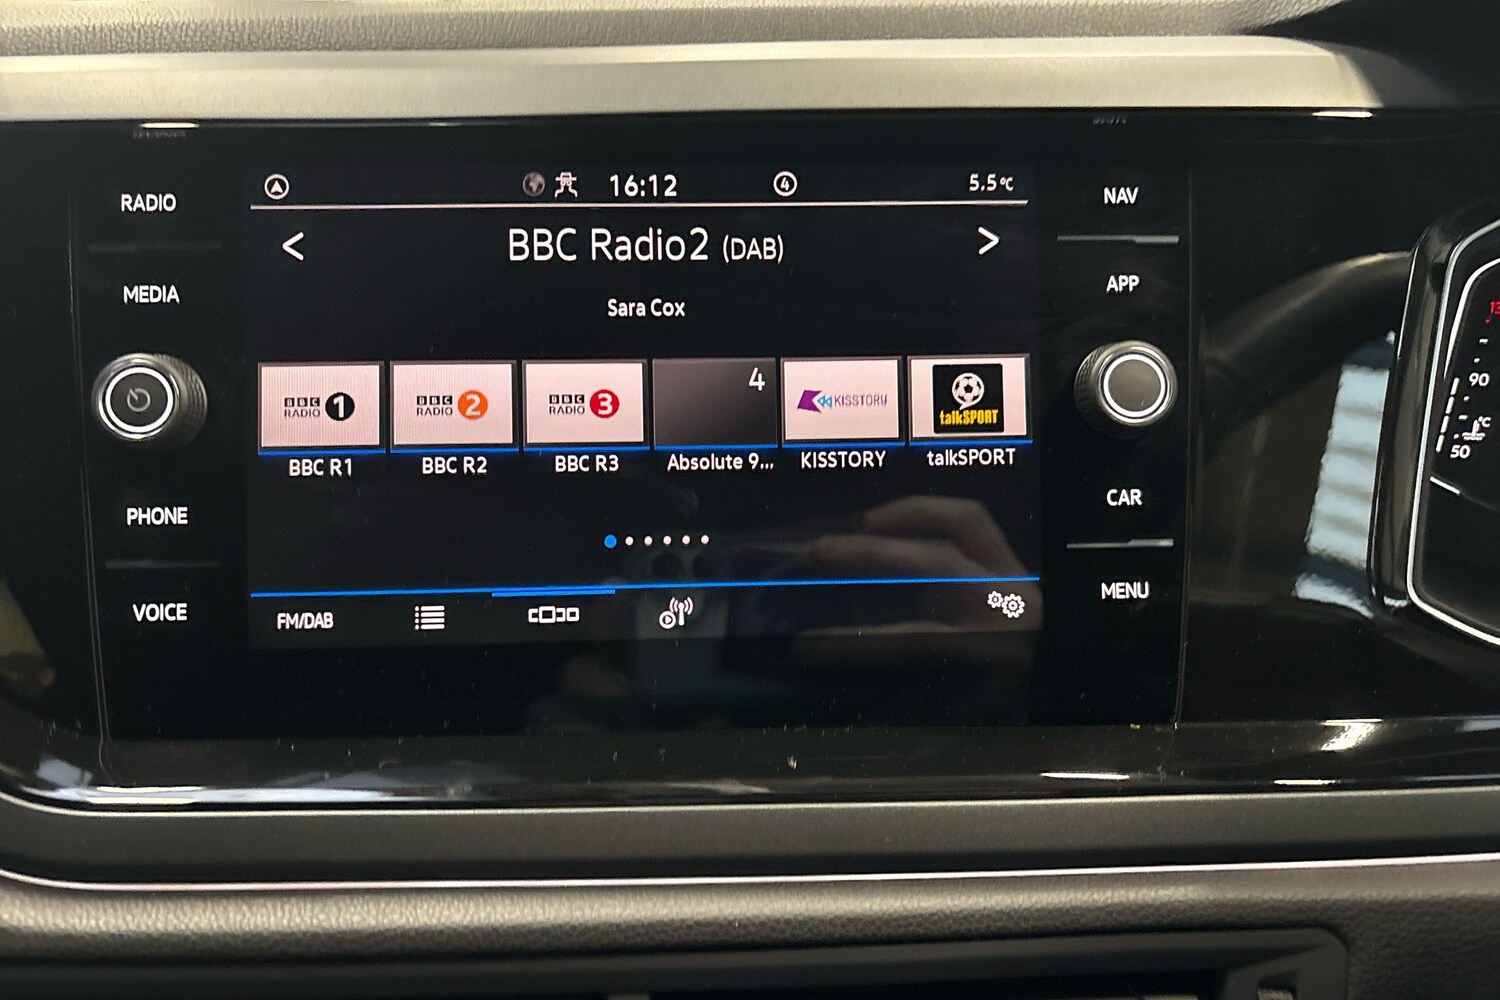 RADIO
MEDIA
PHONE
VOICE
16:12
4
5.5°C
< BBC Radio2 (DAB) >
Sara Cox
BBC RADIO 1
BBC RADIO 2
BBC RADIO 3
4
KISSTORY
talkSPORT
BBC R1
BBC R2
BBC R3
Absolute 9...
KISSTORY
talkSPORT
FM/DAB
NAV
APP
CAR
MENU
90
°C
50